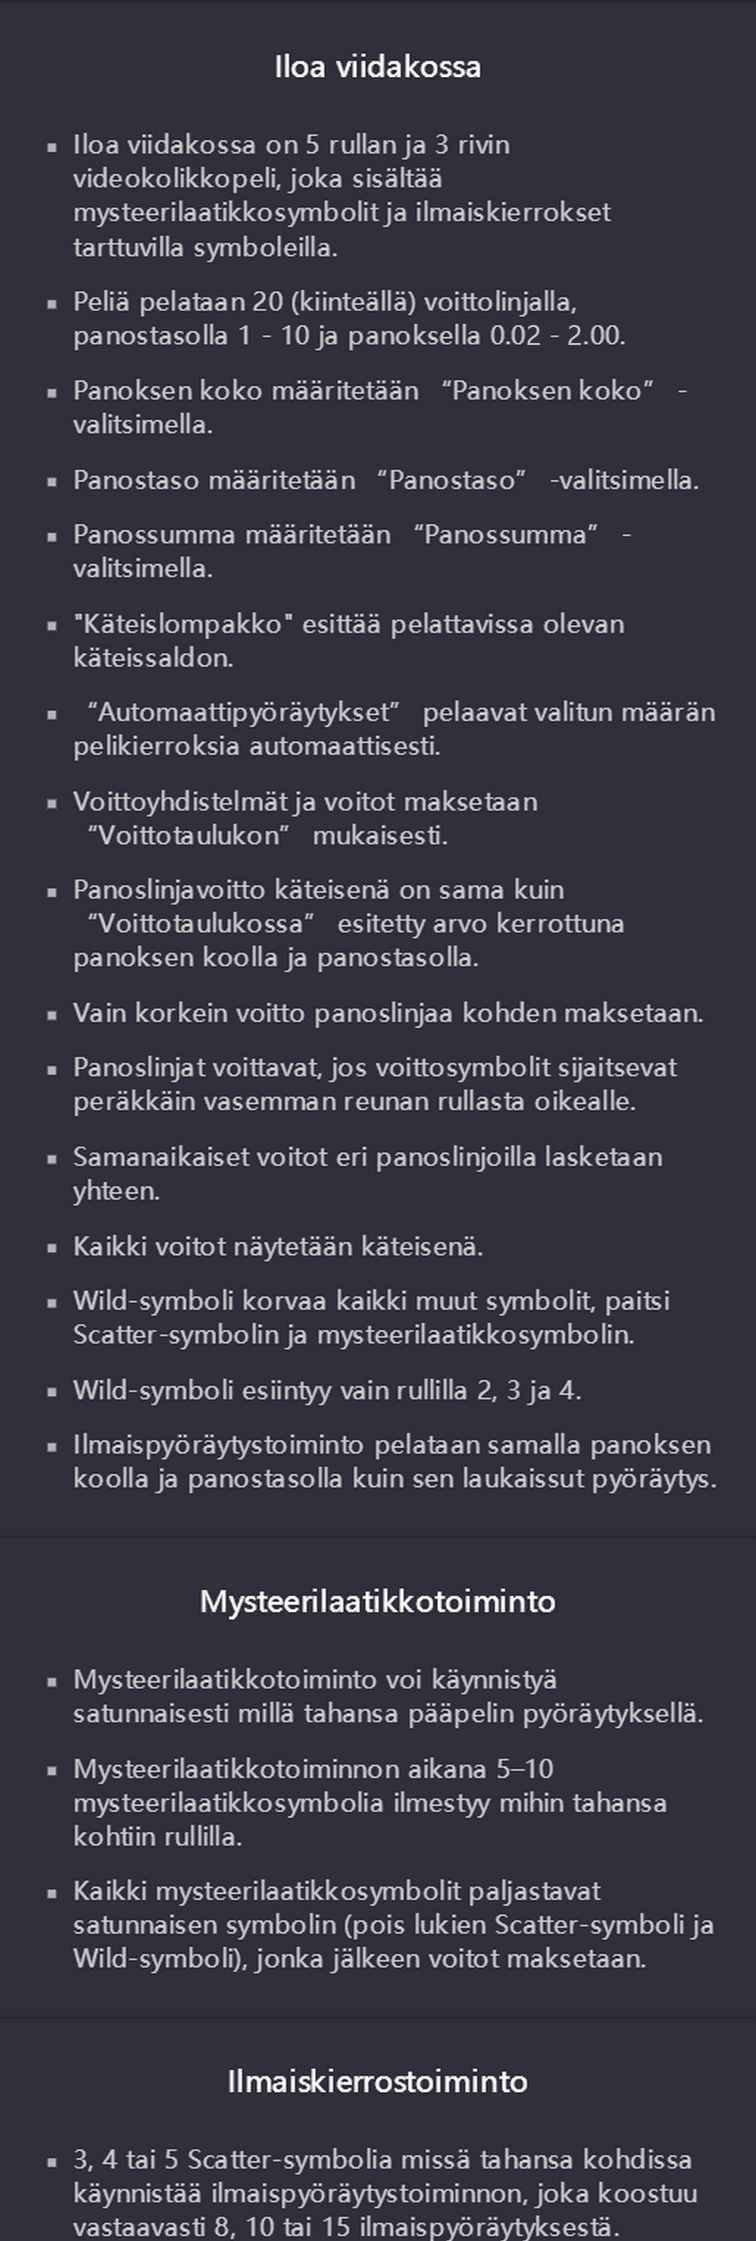 Iloa viidakossa
▪ Iloa viidakossa on 5 rullan ja 3 rivin
videokolikkopeli, joka sisältää
mysteerilaatikkosymbolit ja ilmaiskierrokset
tarttuvilla symboleilla.
▪ Peliä pelataan 20 (kiinteällä) voittolinjalla,
panostasolla 1 - 10 ja panoksella 0.02 - 2.00.
▪ Panoksen koko määritetään “Panoksen koko” -
valitsimella.
▪ Panostaso määritetään “Panostaso” -valitsimella.
▪ Panossumma määritetään “Panossumma” -
valitsimella.
▪ "Käteislompakko" esittää pelattavissa olevan
käteissaldon.
▪ “Automaattipyöräytykset” pelaavat valitun määrän
pelikierroksia automaattisesti.
▪ Voittoyhdistelmät ja voitot maksetaan
“Voittotaulukon” mukaisesti.
▪ Panoslinjavoitto käteisenä on sama kuin
“Voittotaulukossa” esitetty arvo kerrottuna
panoksen koolla ja panostasolla.
▪ Vain korkein voitto panoslinjaa kohden maksetaan.
▪ Panoslinjat voittavat, jos voittosymbolit sijaitsevat
peräkkäin vasemman reunan rullasta oikealle.
▪ Samanaikaiset voitot eri panoslinjoilla lasketaan
yhteen.
▪ Kaikki voitot näytetään käteisenä.
▪ Wild-symboli korvaa kaikki muut symbolit, paitsi
Scatter-symbolin ja mysteerilaatikkosymbolin.
▪ Wild-symboli esiintyy vain rullilla 2, 3 ja 4.
▪ Ilmaispyöräytystoiminto pelataan samalla panoksen
koolla ja panostasolla kuin sen laukaissut pyöräytys.
Mysteerilaatikkotoiminto
▪ Mysteerilaatikkotoiminto voi käynnistyä
satunnaisesti millä tahansa pääpelin pyöräytyksellä.
▪ Mysteerilaatikkotoiminnon aikana 5–10
mysteerilaatikkosymbolia ilmestyy mihin tahansa
kohtiin rullilla.
▪ Kaikki mysteerilaatikkosymbolit paljastavat
satunnaisen symbolin (pois lukien Scatter-symboli ja
Wild-symboli), jonka jälkeen voitot maksetaan.
Ilmaiskierrostoiminto
▪ 3, 4 tai 5 Scatter-symbolia missä tahansa kohdissa
käynnistää ilmaispyöräytystoiminnon, joka koostuu
vastaavasti 8, 10 tai 15 ilmaispyöräytyksestä.